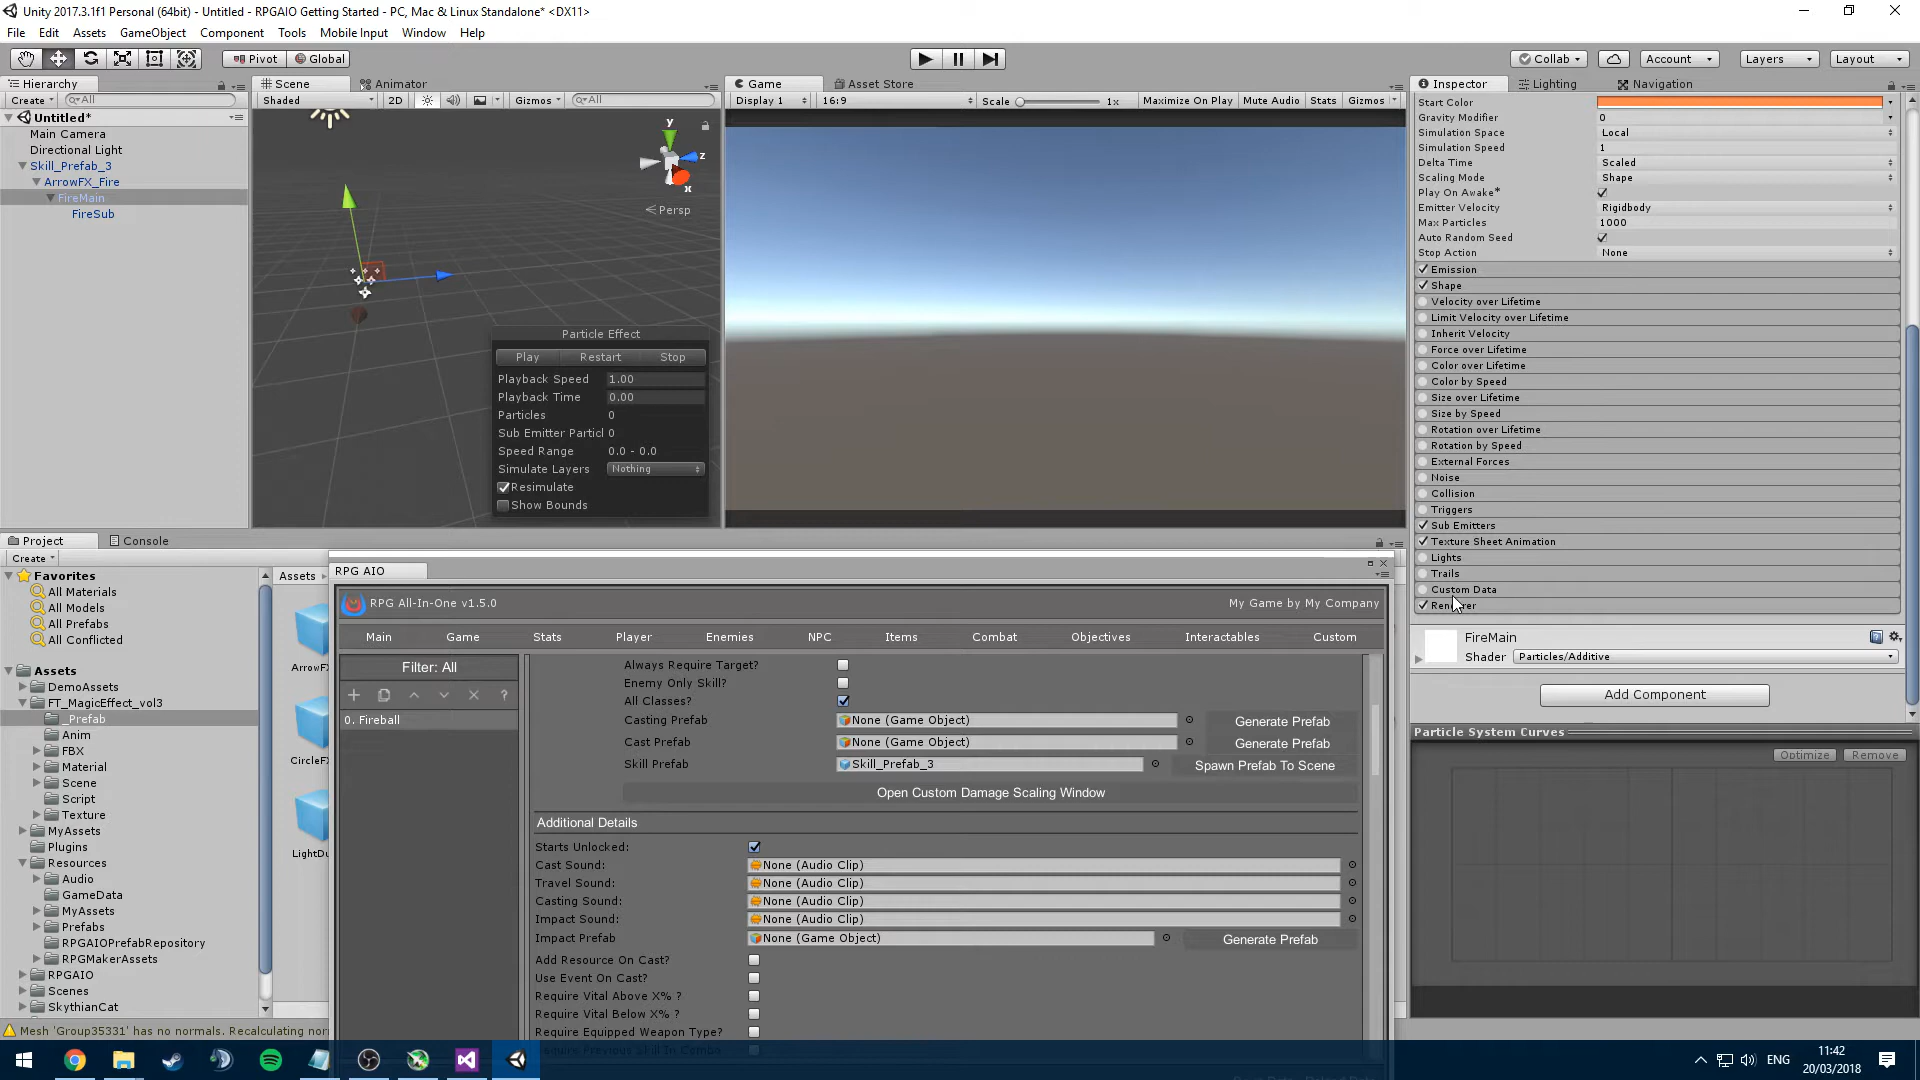 Unity 2017.3.1f1 Personal (64bit) - Untitled - RPGAIO Getting Started - PC, Mac & Linux Standalone* <DX11>
File Edit Assets GameObject Component Tools Mobile Input Window Help
Pivot Global Collab Account Layers Layout
Hierarchy
Create All
Untitled*
Main Camera
Directional Light
Skill_Prefab_3
ArrowFX_Fire
FireMain
FireSub
Scene Animator
Shaded 2D Gizmos All
y
z
x
Persp
Particle Effect
Play Restart Stop
Playback Speed 1.00
Playback Time 0.00
Particles 0
Sub Emitter Particl 0
Speed Range 0.0 - 0.0
Simulate Layers Nothing
Resimulate
Show Bounds
Game Asset Store
Display 1 16:9 Scale 1x Maximize On Play Mute Audio Stats Gizmos
Inspector Lighting Navigation
Start Color
Gravity Modifier 0
Simulation Space Local
Simulation Speed 1
Delta Time Scaled
Scaling Mode Shape
Play On Awake*
Emitter Velocity Rigidbody
Max Particles 1000
Auto Random Seed
Stop Action None
Emission
Shape
Velocity over Lifetime
Limit Velocity over Lifetime
Inherit Velocity
Force over Lifetime
Color over Lifetime
Color by Speed
Size over Lifetime
Size by Speed
Rotation over Lifetime
Rotation by Speed
External Forces
Noise
Collision
Triggers
Sub Emitters
Texture Sheet Animation
Lights
Trails
Custom Data
Renderer
FireMain
Shader Particles/Additive
Add Component
Particle System Curves
Optimize Remove
Project Console
Create
Favorites
All Materials
All Models
All Prefabs
All Conflicted
Assets
DemoAssets
FT_MagicEffect_vol3
_Prefab
Anim
FBX
Material
Scene
Script
Texture
MyAssets
Plugins
Resources
Audio
GameData
MyAssets
Prefabs
RPGAIOPrefabRepository
RPGMakerAssets
RPGAIO
Scenes
SkythianCat
Assets
ArrowFX
CircleFX
LightDu
Mesh 'Group35331' has no normals. Recalculating nor
RPG AIO
RPG All-In-One v1.5.0 My Game by My Company
Main Game Stats Player Enemies NPC Items Combat Objectives Interactables Custom
Filter: All
?
0. Fireball
Always Require Target?
Enemy Only Skill?
All Classes?
Casting Prefab None (Game Object) Generate Prefab
Cast Prefab None (Game Object) Generate Prefab
Skill Prefab Skill_Prefab_3 Spawn Prefab To Scene
Open Custom Damage Scaling Window
Additional Details
Starts Unlocked:
Cast Sound: None (Audio Clip)
Travel Sound: None (Audio Clip)
Casting Sound: None (Audio Clip)
Impact Sound: None (Audio Clip)
Impact Prefab None (Game Object) Generate Prefab
Add Resource On Cast?
Use Event On Cast?
Require Vital Above X% ?
Require Vital Below X% ?
Require Equipped Weapon Type?
Require Previous Skill In Combo
ENG 11:42
20/03/2018